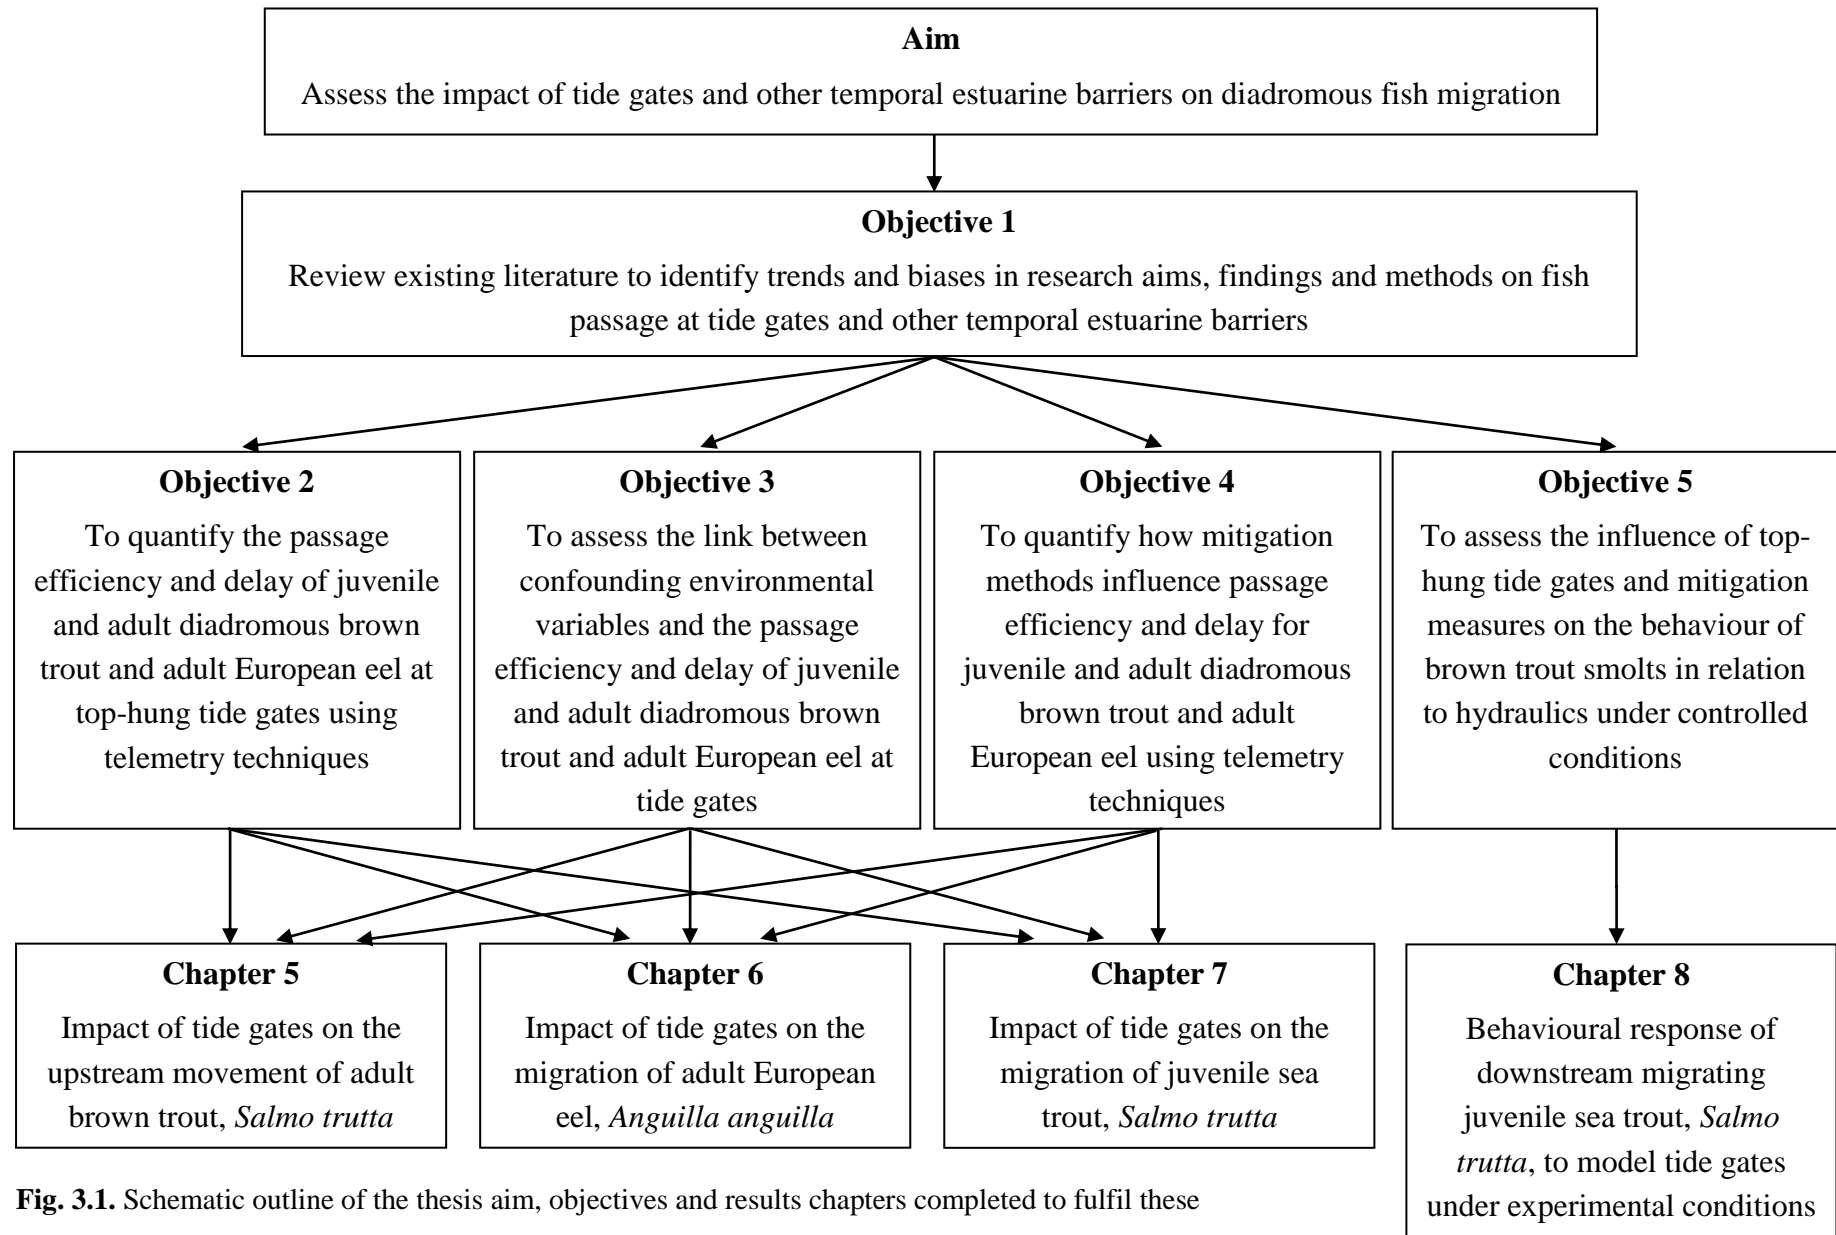 Aim
Assess the impact of tide gates and other temporal estuarine barriers on diadromous fish migration
Objective 1
Review existing literature to identify trends and biases in research aims, findings and methods on fish
passage at tide gates and other temporal estuarine barriers
Objective 2
To quantify the passage
efficiency and delay of juvenile
and adult diadromous brown
trout and adult European eel at
top-hung tide gates using
telemetry techniques
Objective 3
To assess the link between
confounding environmental
variables and the passage
efficiency and delay of juvenile
and adult diadromous brown
trout and adult European eel at
tide gates
Objective 4
To quantify how mitigation
methods influence passage
efficiency and delay for
juvenile and adult diadromous
brown trout and adult
European eel using telemetry
techniques
Objective 5
To assess the influence of top-
hung tide gates and mitigation
measures on the behaviour of
brown trout smolts in relation
to hydraulics under controlled
conditions
Chapter 5
Impact of tide gates on the
upstream movement of adult
brown trout, Salmo trutta
Chapter 6
Impact of tide gates on the
migration of adult European
eel, Anguilla anguilla
Chapter 7
Impact of tide gates on the
migration of juvenile sea
trout, Salmo trutta
Chapter 8
Behavioural response of
downstream migrating
juvenile sea trout, Salmo
trutta, to model tide gates
under experimental conditions
Fig. 3.1. Schematic outline of the thesis aim, objectives and results chapters completed to fulfil these